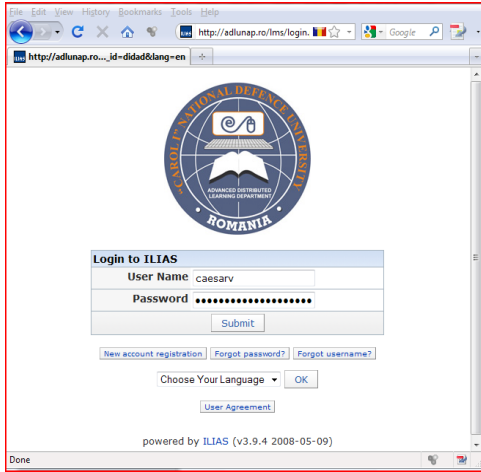 File Edit View History Bookmarks Tools Help
http://adlunap.ro/lms/login. Google
http://adlunap.ro..._id=didad&lang=en
"CAROL I" NATIONAL DEFENCE UNIVERSITY
@
ADVANCED DISTRIBUTED
LEARNING DEPARTMENT
ROMANIA
Login to ILIAS
User Name caesarv
Password ••••••••••••••••••••
Submit
New account registration Forgot password? Forgot username?
Choose Your Language OK
User Agreement
powered by ILIAS (v3.9.4 2008-05-09)
Done